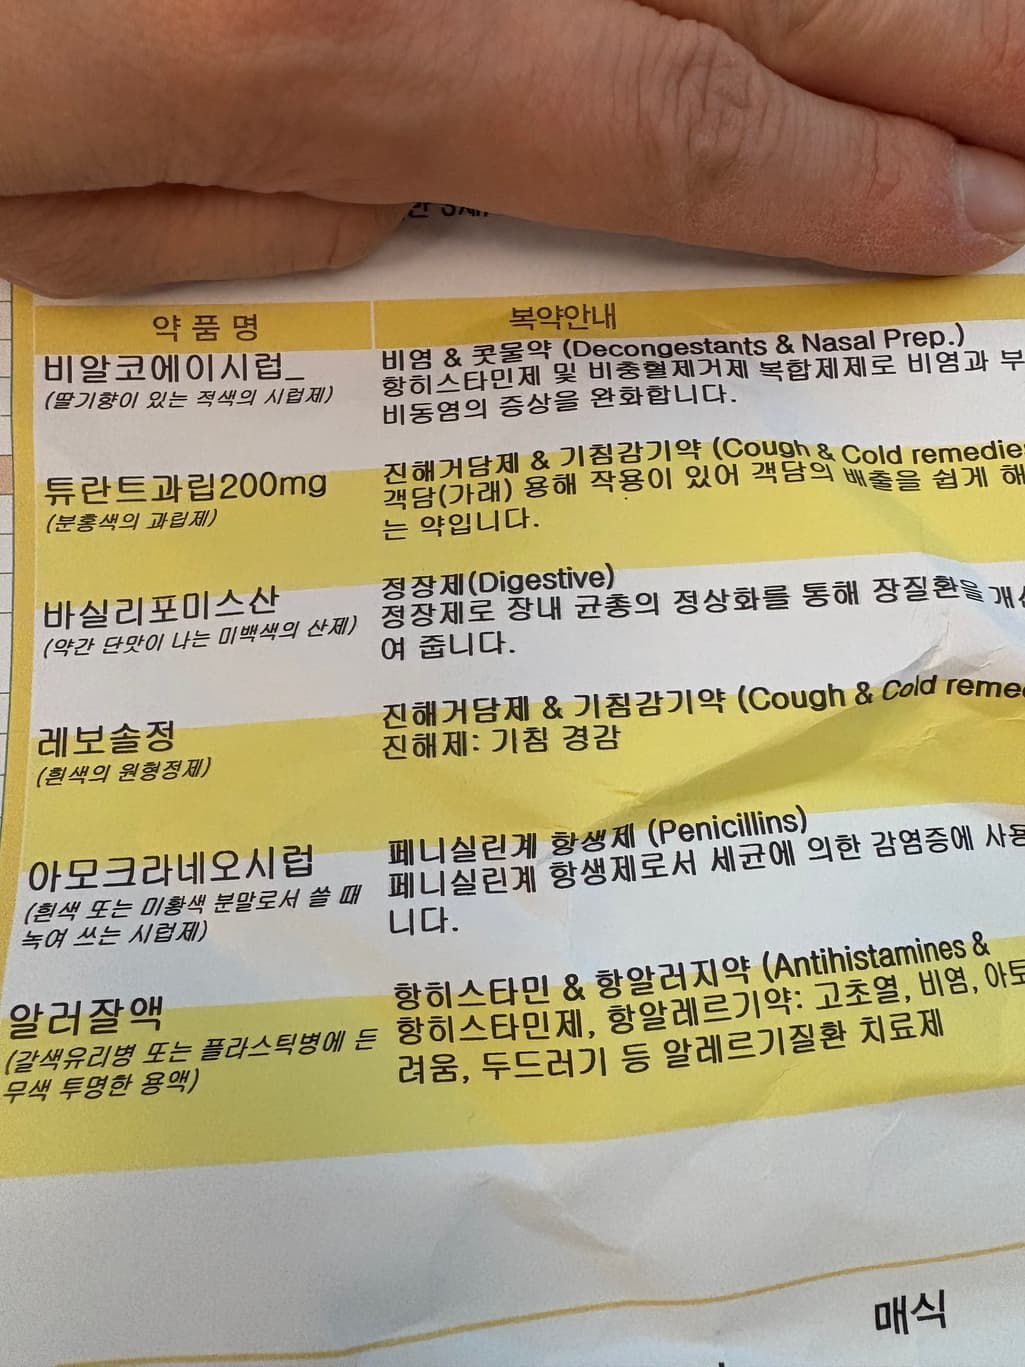 약 품 명 복약안내
비알코에이시럽_
(딸기향이 있는 적색의 시럽제)
비염 & 콧물약 (Decongestants & Nasal Prep.)
항히스타민제 및 비충혈제거제 복합제제로 비염과 부
비동염의 증상을 완화합니다.
튜란트과립200mg
(분홍색의 과립제)
진해거담제 & 기침감기약 (Cough & Cold remedie
객담(가래) 용해 작용이 있어 객담의 배출을 쉽게 해
는 약입니다.
바실리포미스산
(약간 단맛이 나는 미백색의 산제)
정장제(Digestive)
정장제로 장내 균총의 정상화를 통해 장질환을 개선
여 줍니다.
레보솔정
(흰색의 원형정제)
진해거담제 & 기침감기약 (Cough & Cold reme
진해제: 기침 경감
아모크라네오시럽
(흰색 또는 미황색 분말로서 쓸 때
녹여 쓰는 시럽제)
페니실린계 항생제 (Penicillins)
페니실린계 항생제로서 세균에 의한 감염증에 사용
니다.
알러잘액
(갈색유리병 또는 플라스틱병에 든
무색 투명한 용액)
항히스타민 & 항알러지약 (Antihistamines &
항히스타민제, 항알레르기약: 고초열, 비염, 아토
려움, 두드러기 등 알레르기질환 치료제
매식